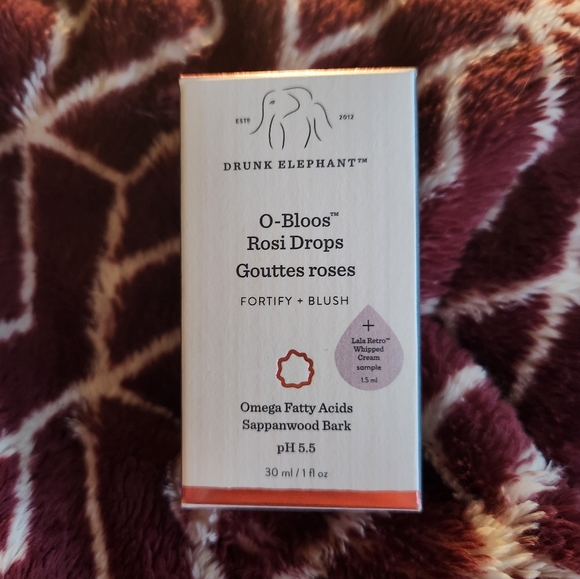 ESTD 2012
DRUNK ELEPHANT™
O-Bloos™
Rosi Drops
Gouttes roses
FORTIFY + BLUSH
+
Lala Retro™
Whipped
Cream
sample
1.5 ml
Omega Fatty Acids
Sappanwood Bark
pH 5.5
30 ml / 1 fl oz